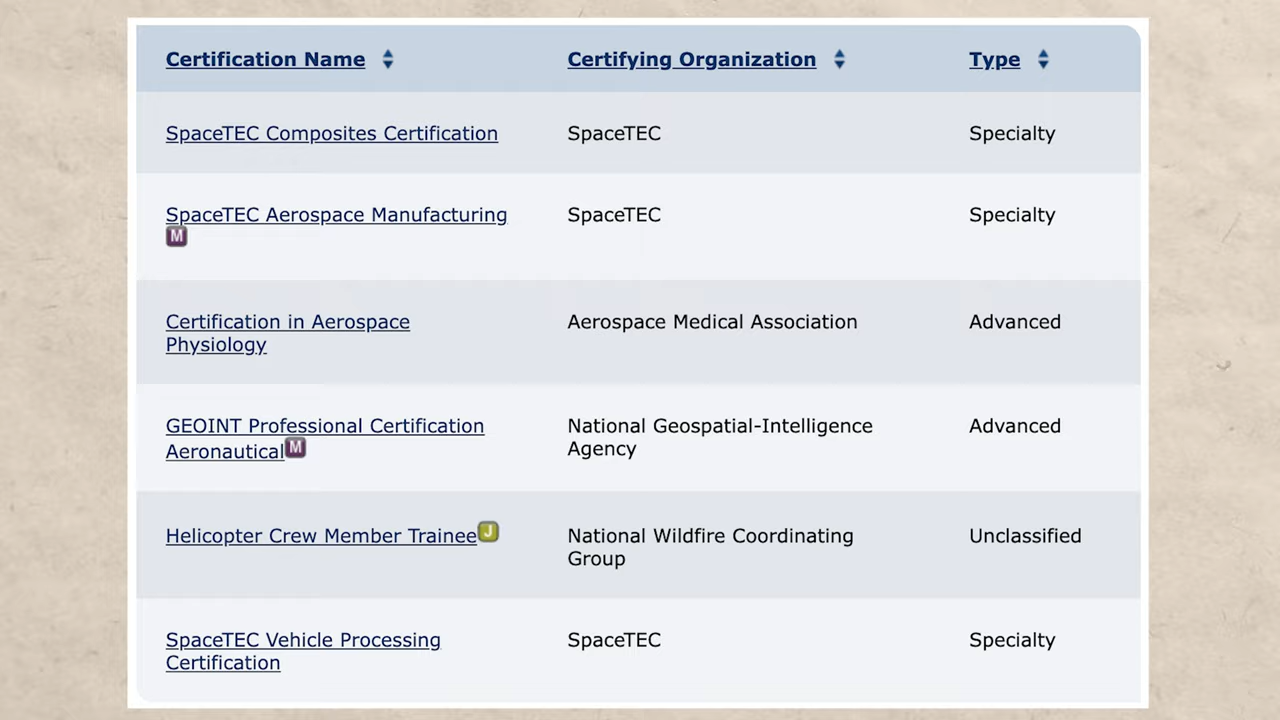 Certification Name Certifying Organization Type
SpaceTEC Composites Certification SpaceTEC Specialty
SpaceTEC Aerospace Manufacturing SpaceTEC Specialty
M
Certification in Aerospace Aerospace Medical Association Advanced
Physiology
GEOINT Professional Certification National Geospatial-Intelligence Advanced
Aeronautical M Agency
Helicopter Crew Member Trainee J National Wildfire Coordinating Unclassified
Group
SpaceTEC Vehicle Processing SpaceTEC Specialty
Certification